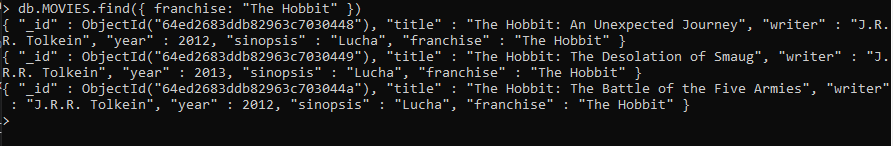 > db.MOVIES.find({ franchise: "The Hobbit" })
{ "_id" : ObjectId("64ed2683ddb82963c7030448"), "title" : "The Hobbit: An Unexpected Journey", "writer" : "J.R.
R. Tolkein", "year" : 2012, "sinopsis" : "Lucha", "franchise" : "The Hobbit" }
{ "_id" : ObjectId("64ed2683ddb82963c7030449"), "title" : "The Hobbit: The Desolation of Smaug", "writer" : "J.
R.R. Tolkein", "year" : 2013, "sinopsis" : "Lucha", "franchise" : "The Hobbit" }
{ "_id" : ObjectId("64ed2683ddb82963c703044a"), "title" : "The Hobbit: The Battle of the Five Armies", "writer"
 : "J.R.R. Tolkein", "year" : 2012, "sinopsis" : "Lucha", "franchise" : "The Hobbit" }
>